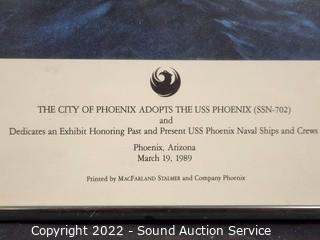 THE CITY OF PHOENIX ADOPTS THE USS PHOENIX (SSN-702)
and
Dedicates an Exhibit Honoring Past and Present USS Phoenix Naval Ships and Crews
Phoenix, Arizona
March 19, 1989
Printed by MACFARLAND STALMER and Company Phoenix
Copyright 2022 - Sound Auction Service